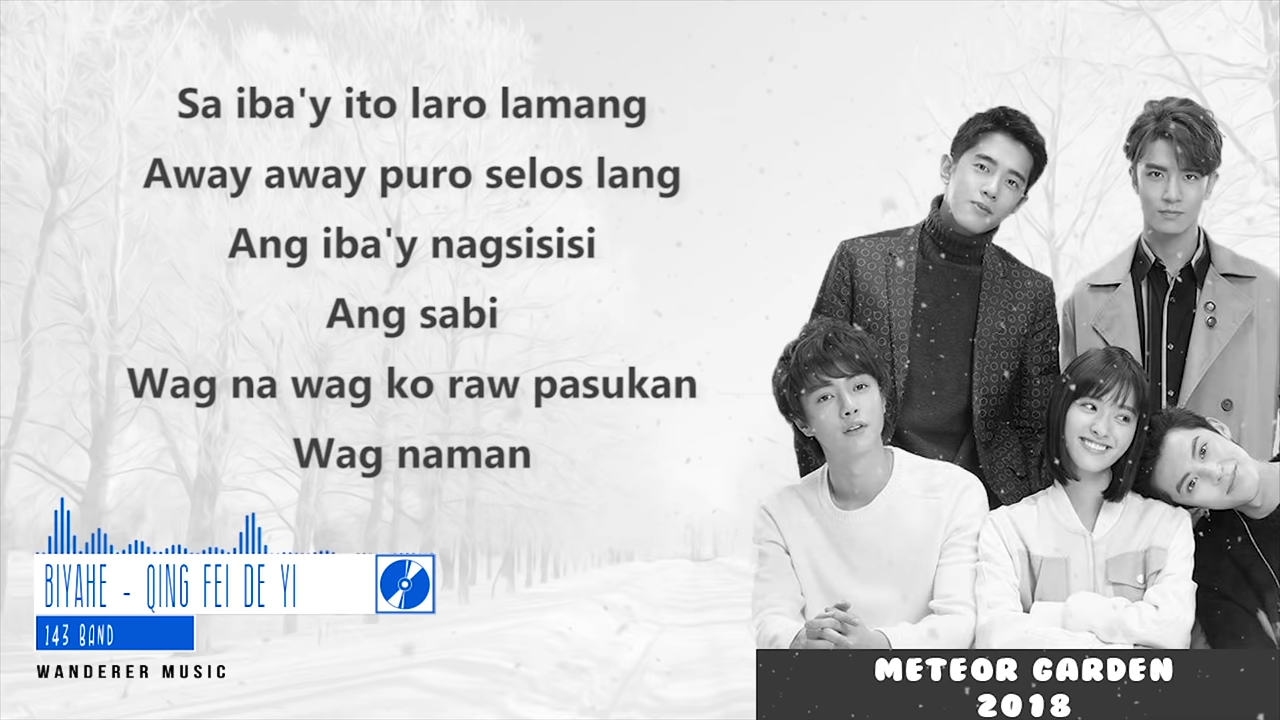 Sa iba'y ito laro lamang
Away away puro selos lang
Ang iba'y nagsisisi
Ang sabi
Wag na wag ko raw pasukan
Wag naman
BIYAHE - QING FEI DE YI
143 BAND
WANDERER MUSIC
METEOR GARDEN
2018